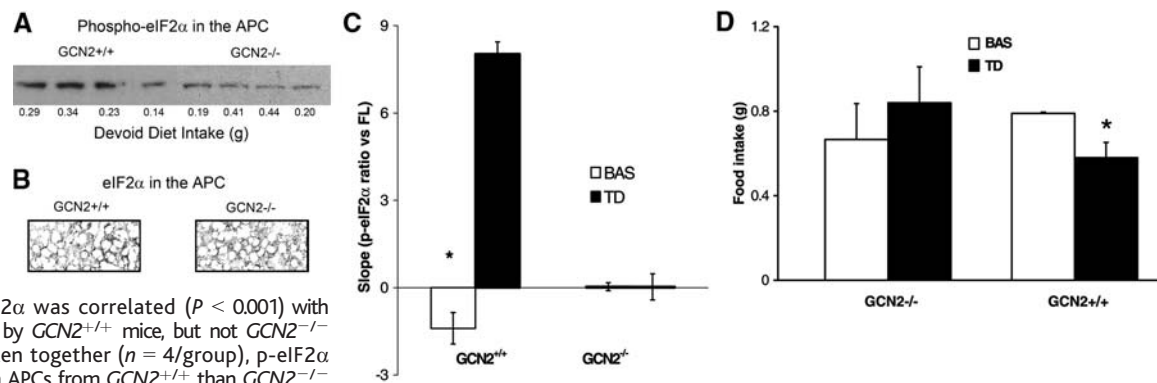 A
Phospho-eIF2α in the APC
GCN2+/+ GCN2-/-
0.29 0.34 0.23 0.14 0.19 0.41 0.44 0.20
Devoid Diet Intake (g)
B
eIF2α in the APC
GCN2+/+ GCN2-/-
2α was correlated (P < 0.001) with
by GCN2+/+ mice, but not GCN2−/−
en together (n = 4/group), p-eIF2α
APCs from GCN2+/+ than GCN2−/−
C
Slope (p-eIF2α ratio vs FL)
9
6
3
0
-3
BAS
TD
*
GCN2+/+ GCN2-/-
D
Food intake (g)
1.2
0.8
0.4
0
BAS
TD
*
GCN2-/- GCN2+/+